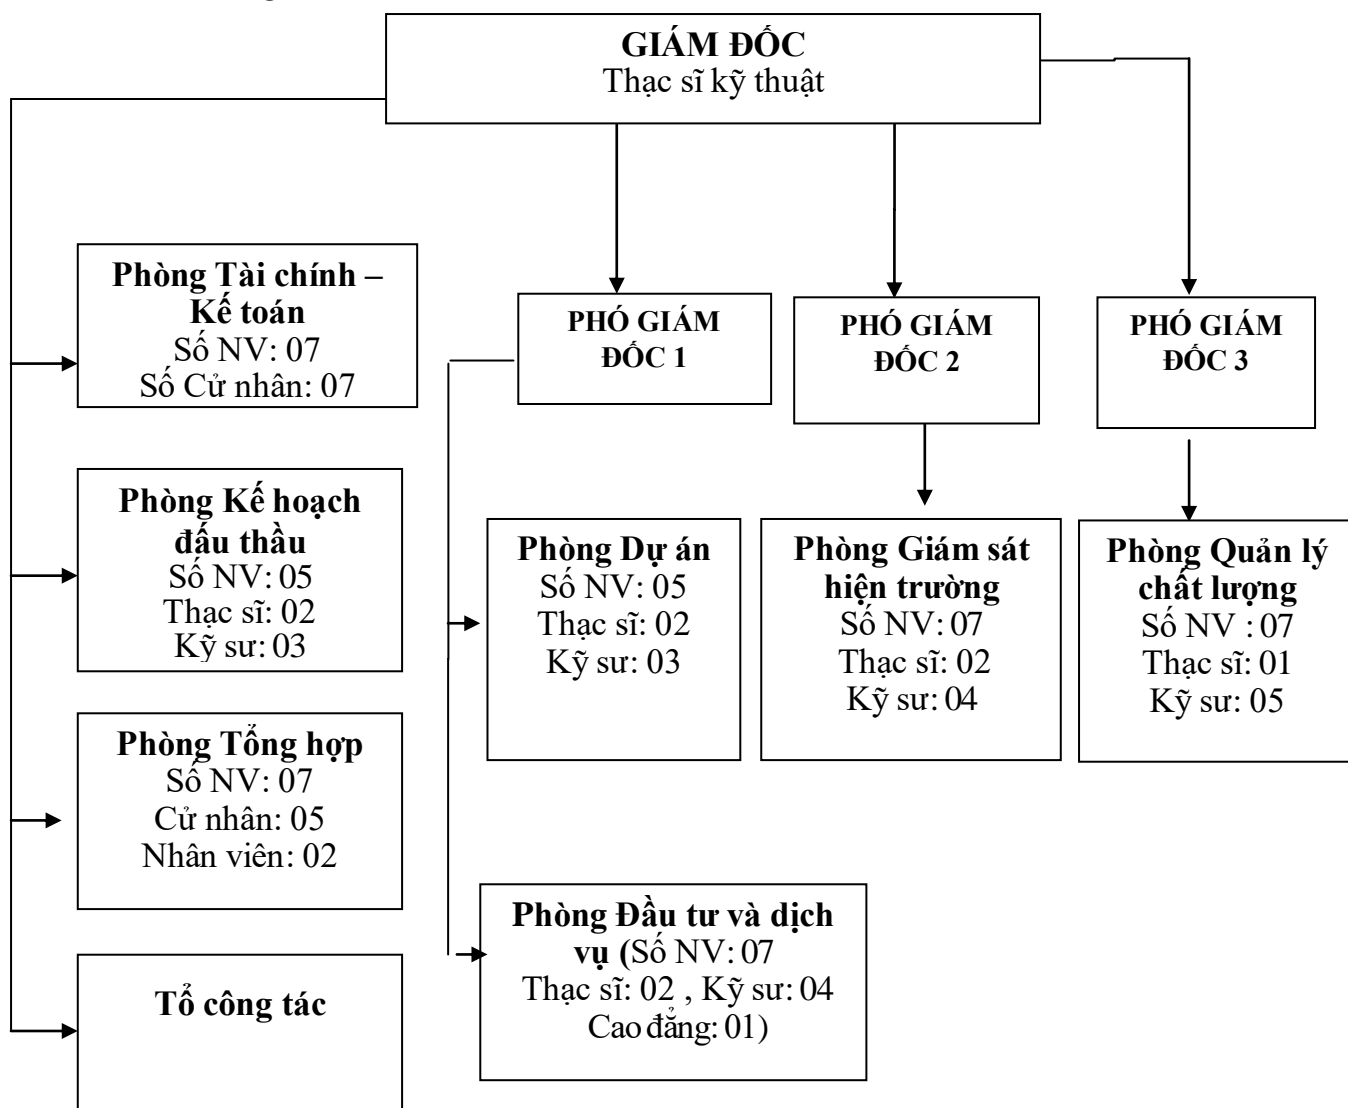 GIÁM ĐỐC
Thạc sĩ kỹ thuật
Phòng Tài chính –
Kế toán
Số NV: 07
Số Cử nhân: 07
PHÓ GIÁM
ĐỐC 1
PHÓ GIÁM
ĐỐC 2
PHÓ GIÁM
ĐỐC 3
Phòng Kế hoạch
đấu thầu
Số NV: 05
Thạc sĩ: 02
Kỹ sư: 03
Phòng Dự án
Số NV: 05
Thạc sĩ: 02
Kỹ sư: 03
Phòng Giám sát
hiện trường
Số NV: 07
Thạc sĩ: 02
Kỹ sư: 04
Phòng Quản lý
chất lượng
Số NV : 07
Thạc sĩ: 01
Kỹ sư: 05
Phòng Tổng hợp
Số NV: 07
Cử nhân: 05
Nhân viên: 02
Phòng Đầu tư và dịch
vụ (Số NV: 07
Thạc sĩ: 02 , Kỹ sư: 04
Cao đẳng: 01)
Tổ công tác